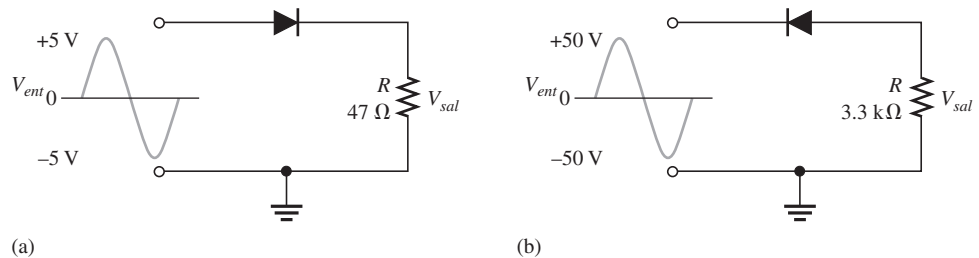 +5 V
V_ent 0
–5 V
R
47 Ω
V_sal
(a)
+50 V
V_ent 0
–50 V
R
3.3 kΩ
V_sal
(b)